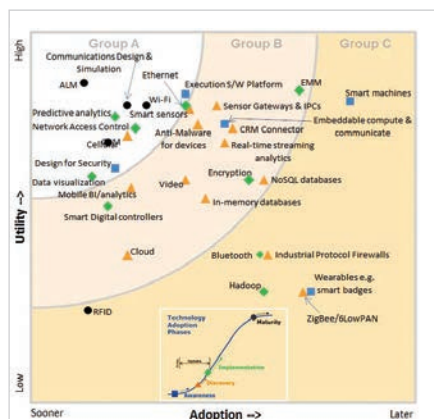 High
Group A
Group B
Group C
Communications Design &
Simulation
Ethernet
ALM
Wi-Fi
Execution S/W Platform
EMM
Smart machines
Predictive analytics
Smart sensors
Sensor Gateways & IPCs
Embeddable compute &
communicate
Network Access Control
Anti-Malware
for devices
CRM Connector
Cellular
Real-time streaming
analytics
Design for Security
Data visualization
Video
Encryption
NoSQL databases
Mobile BI/analytics
In-memory databases
Smart Digital controllers
Utility -->
Cloud
Bluetooth
Industrial Protocol Firewalls
Hadoop
Wearables e.g.
smart badges
RFID
ZigBee/6LowPAN
Technology
Adoption
Phases
Maturity
Implementation
Discovery
Awareness
Low
Sooner
Adoption -->
Later